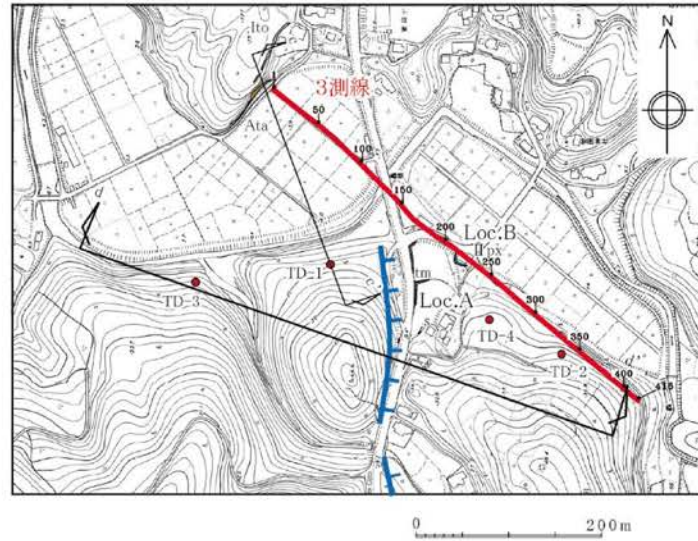 Ito
N
3測線
50
Ata
100
150
d
200
Loc.B
Ⅱpx
250
TD-1
tm
TD-3
c'
Loc.A
300
TD-4
350
TD-2
d'
400
415
0 200m